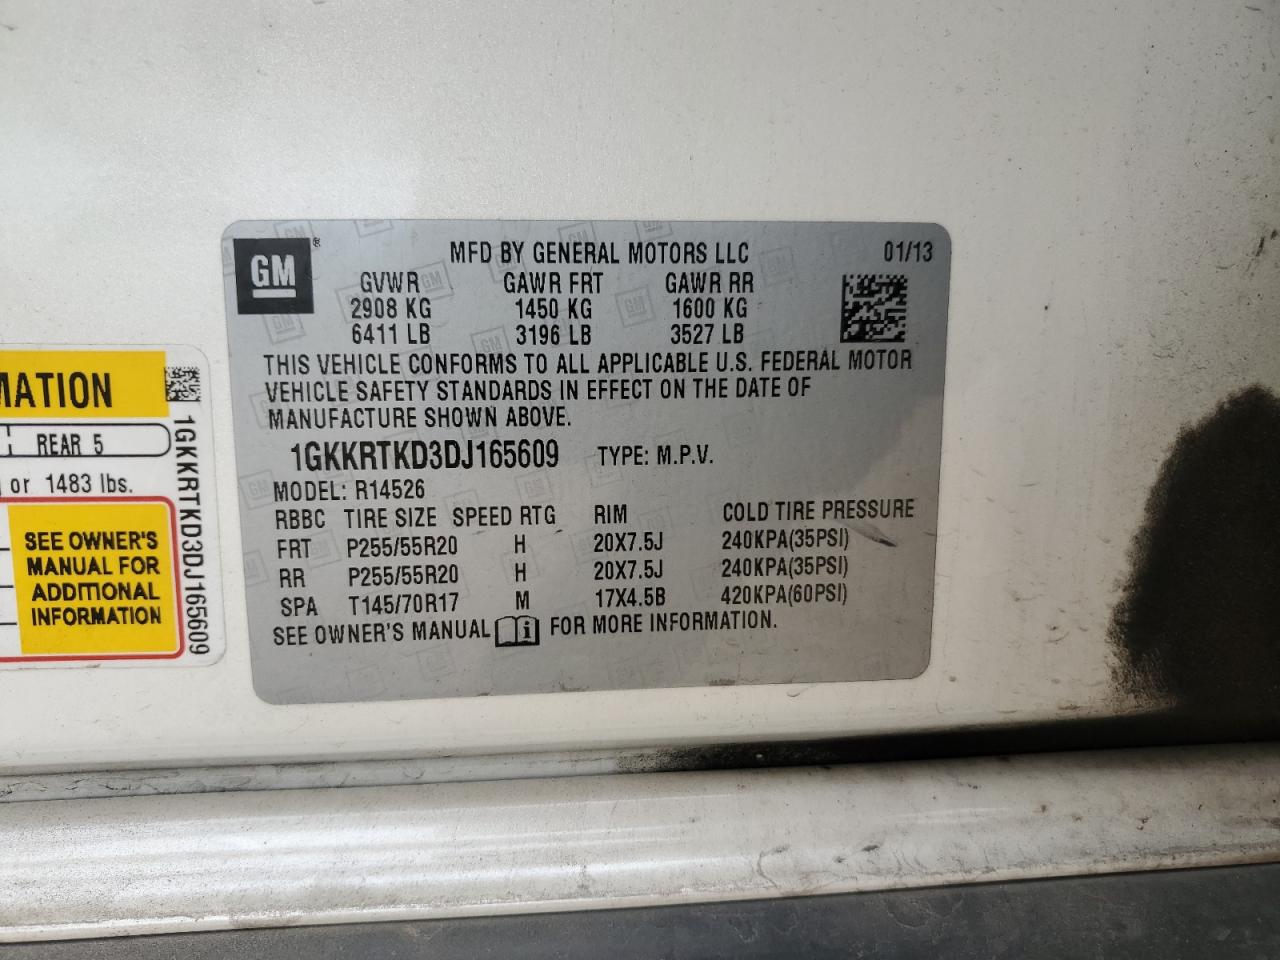 GM®
MFD BY GENERAL MOTORS LLC 01/13
GVWR GAWR FRT GAWR RR
2908 KG 1450 KG 1600 KG
6411 LB 3196 LB 3527 LB
THIS VEHICLE CONFORMS TO ALL APPLICABLE U.S. FEDERAL MOTOR
VEHICLE SAFETY STANDARDS IN EFFECT ON THE DATE OF
MANUFACTURE SHOWN ABOVE.
1GKKRTKD3DJ165609 TYPE: M.P.V.
MODEL: R14526
RBBC TIRE SIZE SPEED RTG RIM COLD TIRE PRESSURE
FRT P255/55R20 H 20X7.5J 240KPA(35PSI)
RR P255/55R20 H 20X7.5J 240KPA(35PSI)
SPA T145/70R17 M 17X4.5B 420KPA(60PSI)
SEE OWNER'S MANUAL i FOR MORE INFORMATION.
MATION
REAR 5
or 1483 lbs.
SEE OWNER'S
MANUAL FOR
ADDITIONAL
INFORMATION
1GKKRTKD3DJ165609